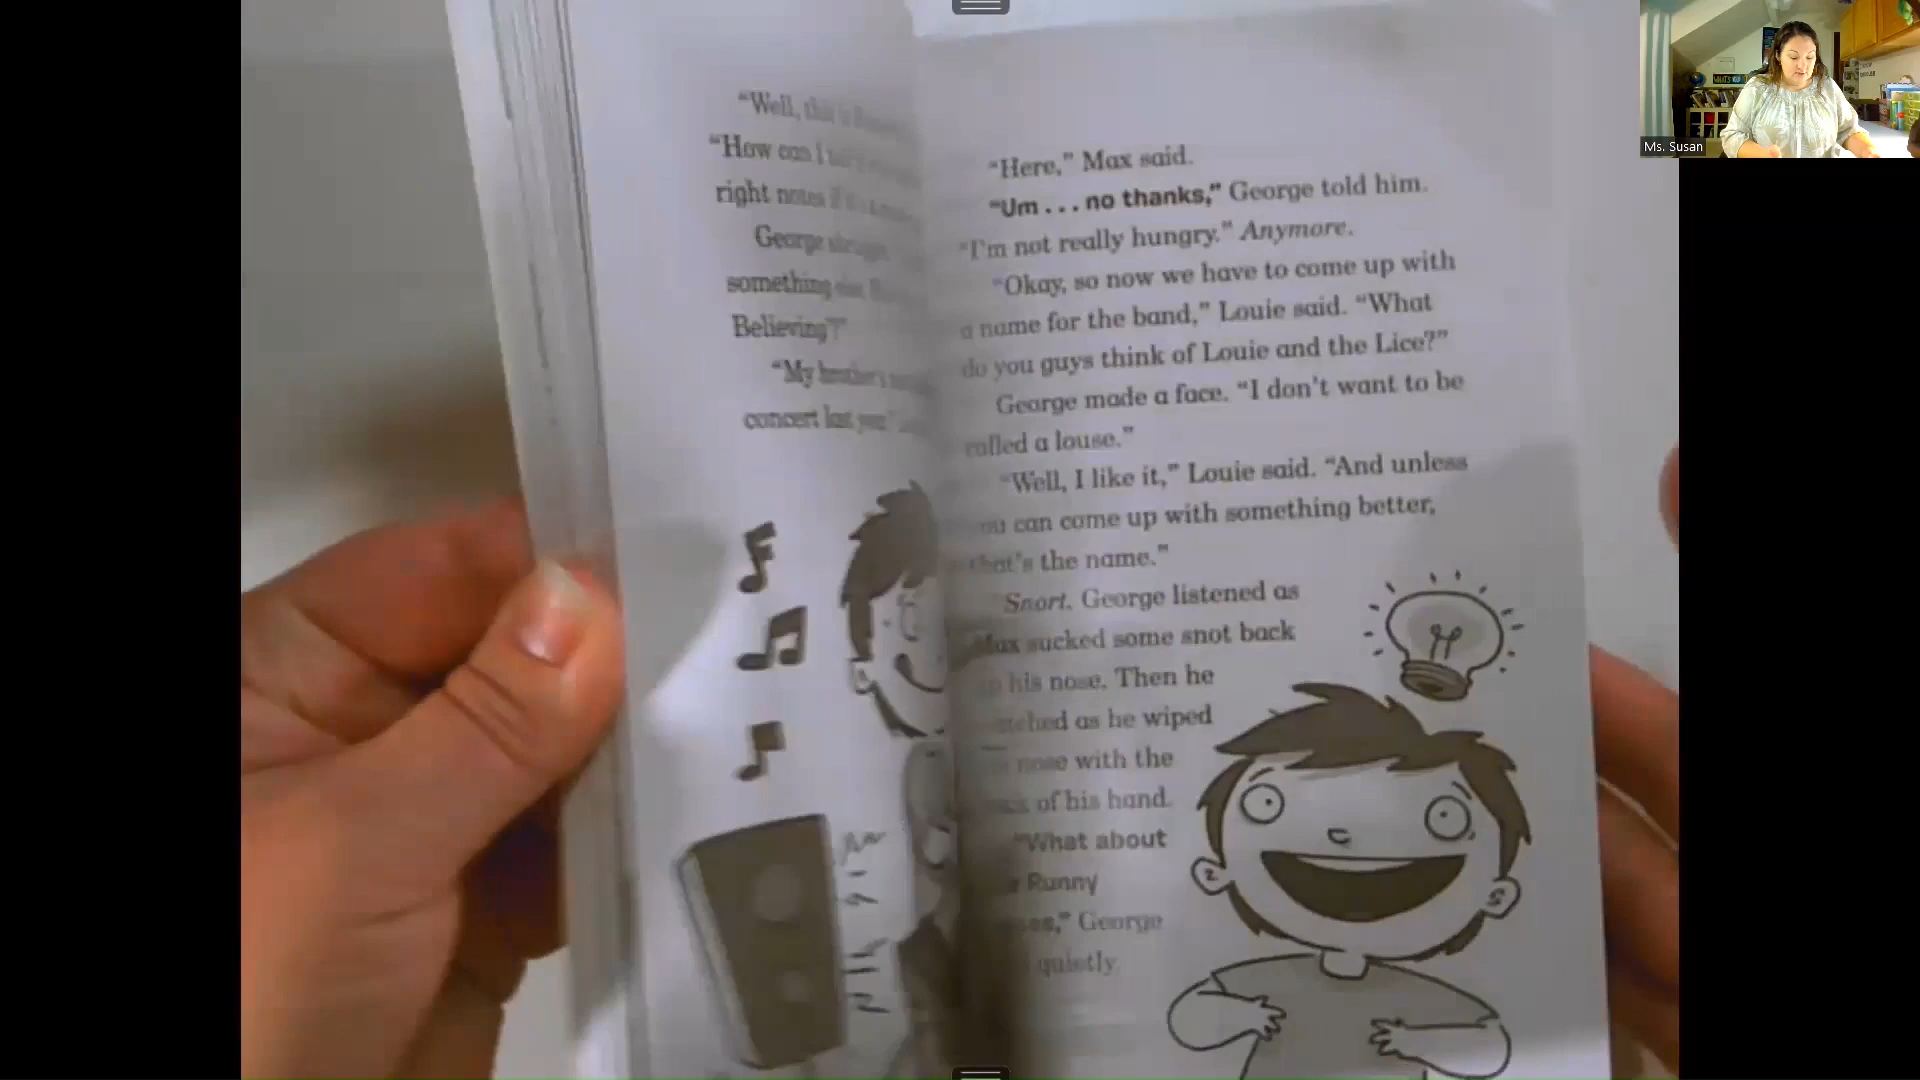 "Well, this is
"How can I
right notes if
George
something
Believing'?"
"My brother's
concert last year,"
"Here," Max said.
"Um . . . no thanks," George told him.
"I'm not really hungry." Anymore.
"Okay, so now we have to come up with
a name for the band," Louie said. "What
do you guys think of Louie and the Lice?"
George made a face. "I don't want to be
called a louse."
"Well, I like it," Louie said. "And unless
you can come up with something better,
that's the name."
Snort. George listened as
Max sucked some snot back
his nose. Then he
as he wiped
nose with the
of his hand.
"What about
Runny
George
quietly
Ms. Susan